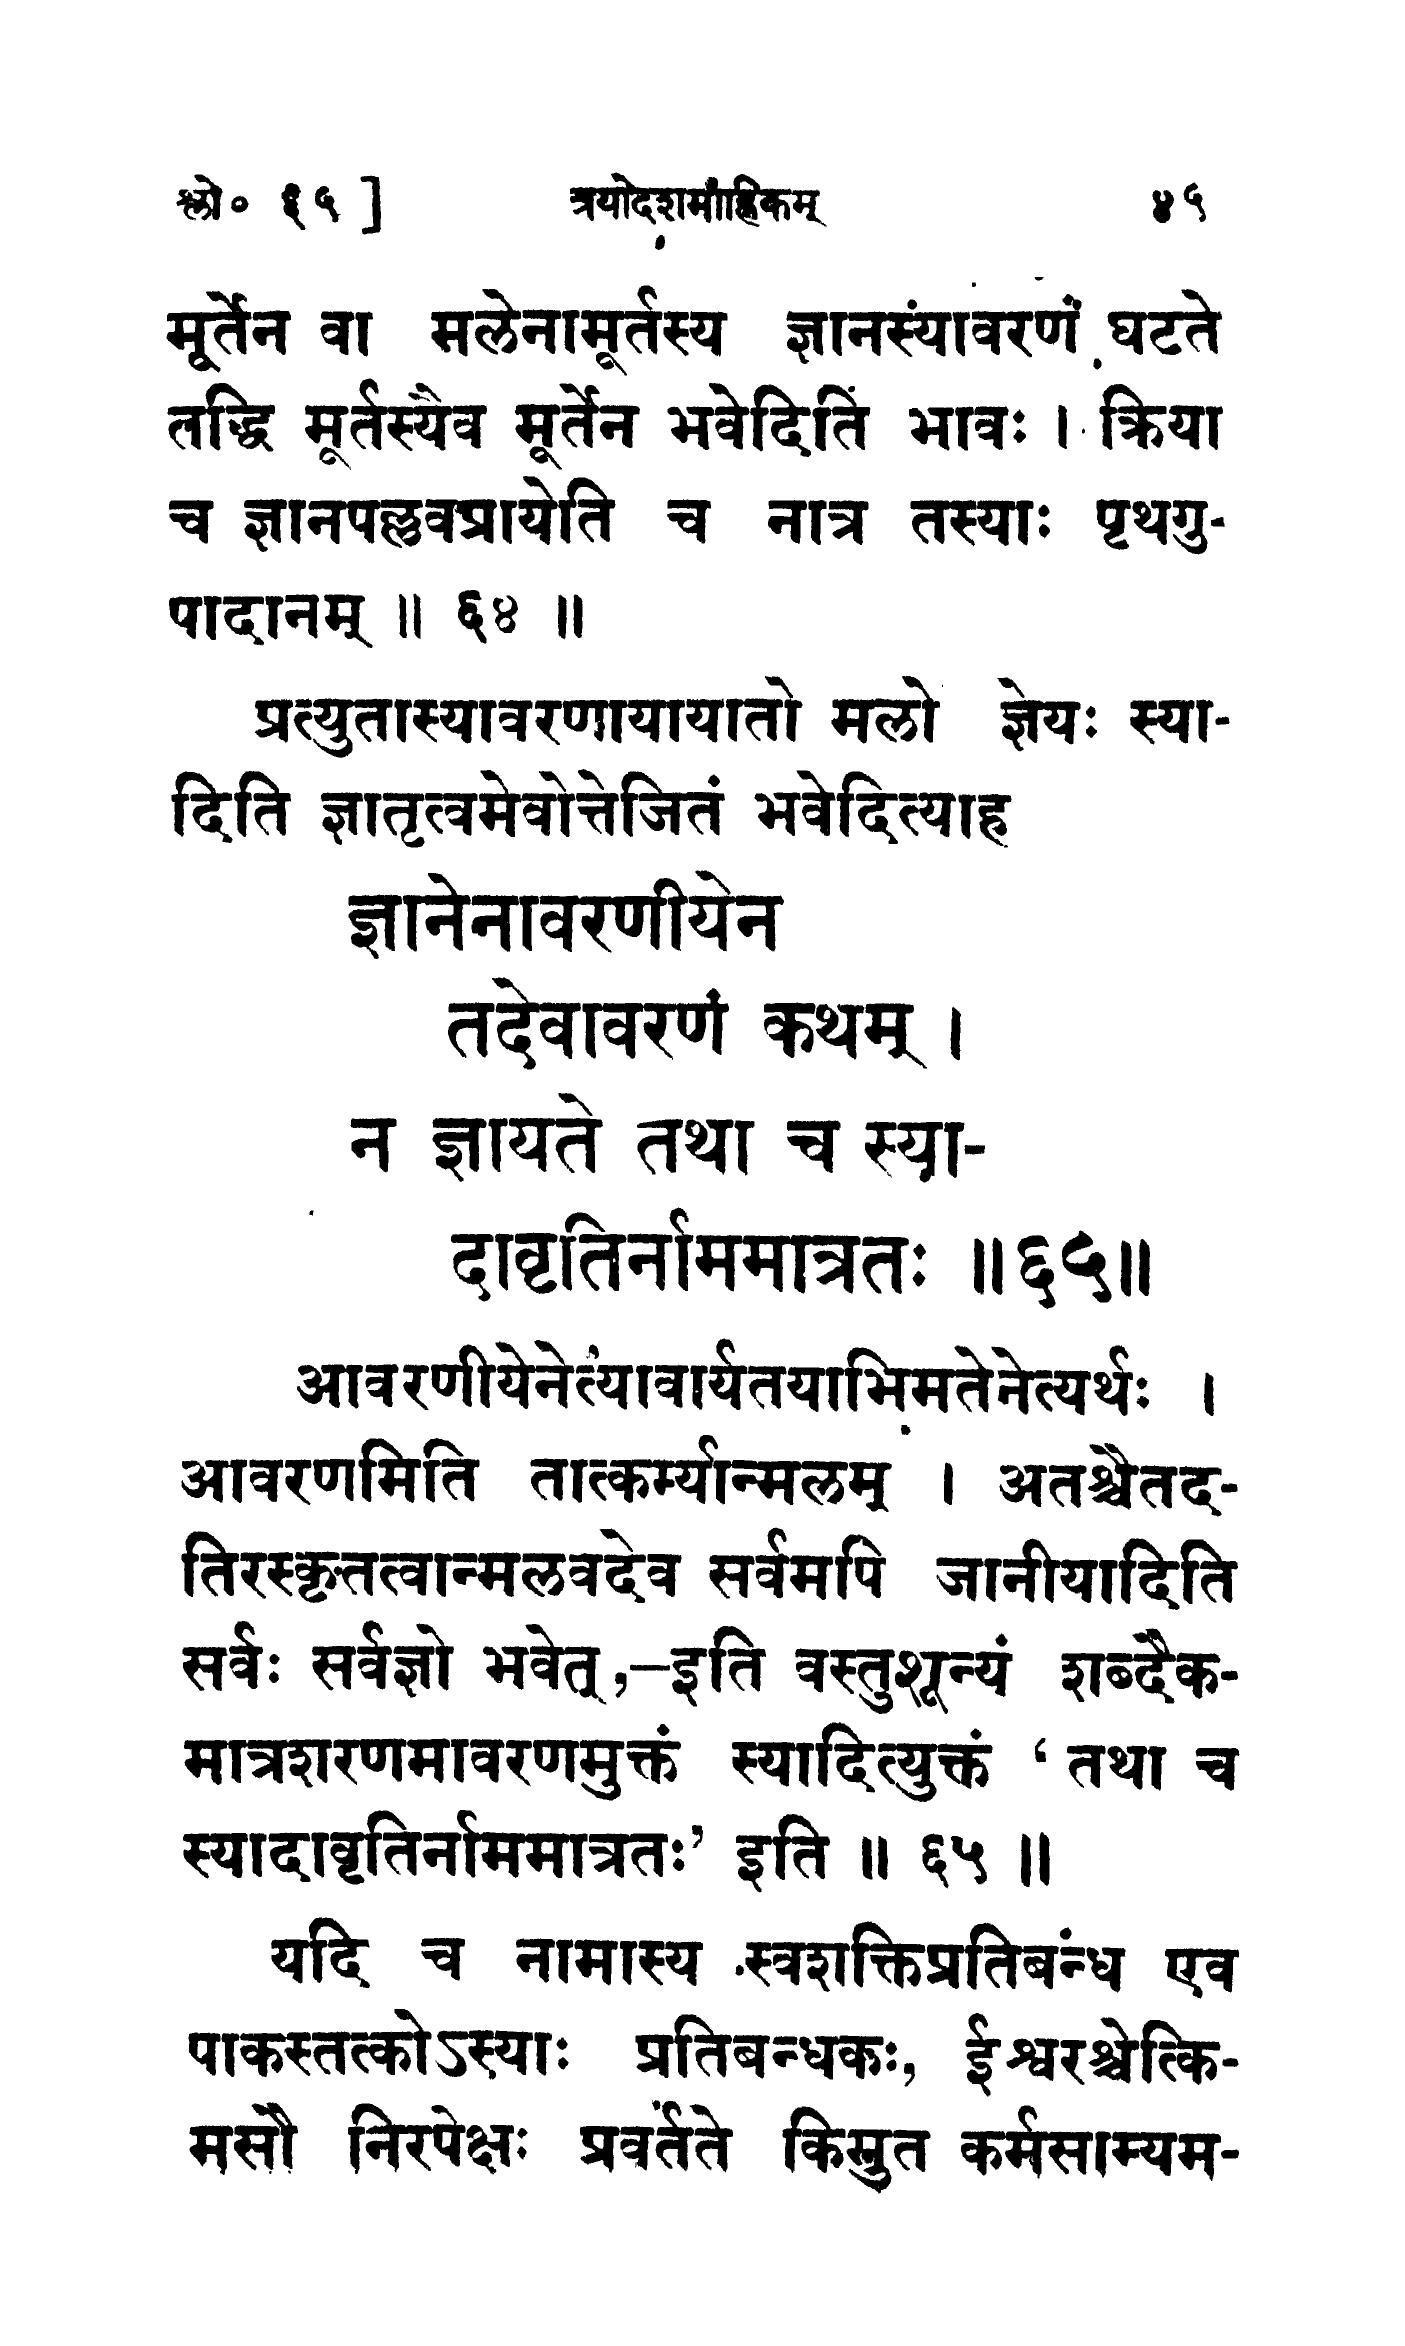 श्लो० ६५ ] त्रयोदशमाह्निकम् ४५
मूर्तेन वा मलेनामूर्तस्य ज्ञानस्यावरणं घटते
तद्धि मूर्तस्यैव मूर्तेन भवेदिति भावः । क्रिया
च ज्ञानपल्लवप्रायेति च नात्र तस्याः पृथगु-
पादानम् ॥ ६४ ॥
प्रत्युतास्यावरणायायातो मलो ज्ञेयः स्या-
दिति ज्ञातृत्वमेवोत्तेजितं भवेदित्याह
ज्ञानेनावरणीयेन
तदेवावरणं कथम् ।
न ज्ञायते तथा च स्या-
दावृतिर्नाममात्रतः ॥६५॥
आवरणीयेनेत्यावार्यतयाभिमतेनेत्यर्थः ।
आवरणमिति तात्कर्म्यान्मलम् । अतश्चैतद-
तिरस्कृतत्वान्मलवदेव सर्वमपि जानीयादिति
सर्वः सर्वज्ञो भवेत्,—इति वस्तुशून्यं शब्दैक-
मात्रशरणमावरणमुक्तं स्यादित्युक्तं ‘ तथा च
स्यादावृतिर्नाममात्रतः’ इति ॥ ६५ ॥
यदि च नामास्य स्वशक्तिप्रतिबन्ध एव
पाकस्तत्कोऽस्याः प्रतिबन्धकः, ईश्वरश्चेत्कि-
मसौ निरपेक्षः प्रवर्तते किमुत कर्मसाम्यम-